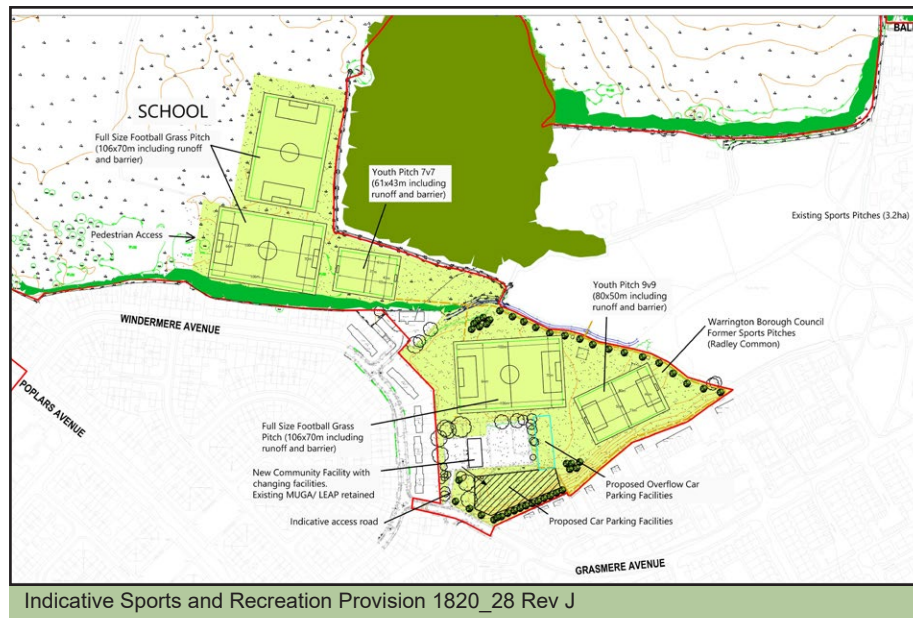 BALL
SCHOOL
Full Size Football Grass Pitch
(106x70m including runoff
and barrier)
Youth Pitch 7v7
(61x43m including
runoff and barrier)
Pedestrian Access
Existing Sports Pitches (3.2ha)
Youth Pitch 9v9
(80x50m including
runoff and barrier)
Warrington Borough Council
Former Sports Pitches
(Radley Common)
WINDERMERE AVENUE
POPLARS AVENUE
Full Size Football Grass
Pitch (106x70m including
runoff and barrier)
New Community Facility with
changing facilities.
Existing MUGA/ LEAP retained
Indicative access road
Proposed Overflow Car
Parking Facilities
Proposed Car Parking Facilities
GRASMERE AVENUE
Indicative Sports and Recreation Provision 1820_28 Rev J